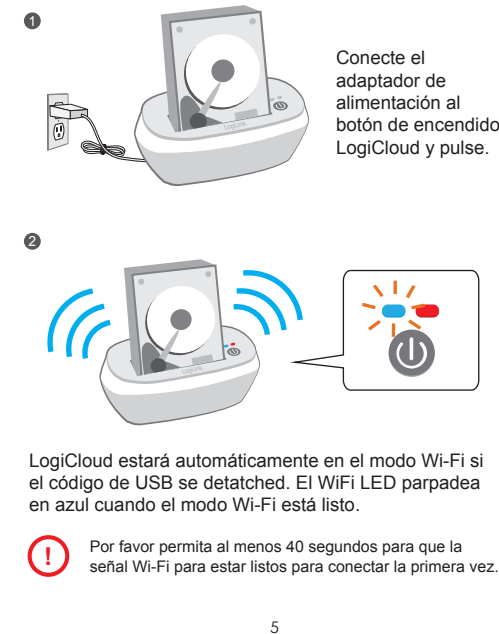 1
Conecte el
adaptador de
alimentación al
botón de encendido
LogiCloud y pulse.
LogiLink
2
LogiLink
LogiCloud estará automáticamente en el modo Wi-Fi si
el código de USB se detatched. El WiFi LED parpadea
en azul cuando el modo Wi-Fi está listo.
!
Por favor permita al menos 40 segundos para que la
señal Wi-Fi para estar listos para conectar la primera vez.
5